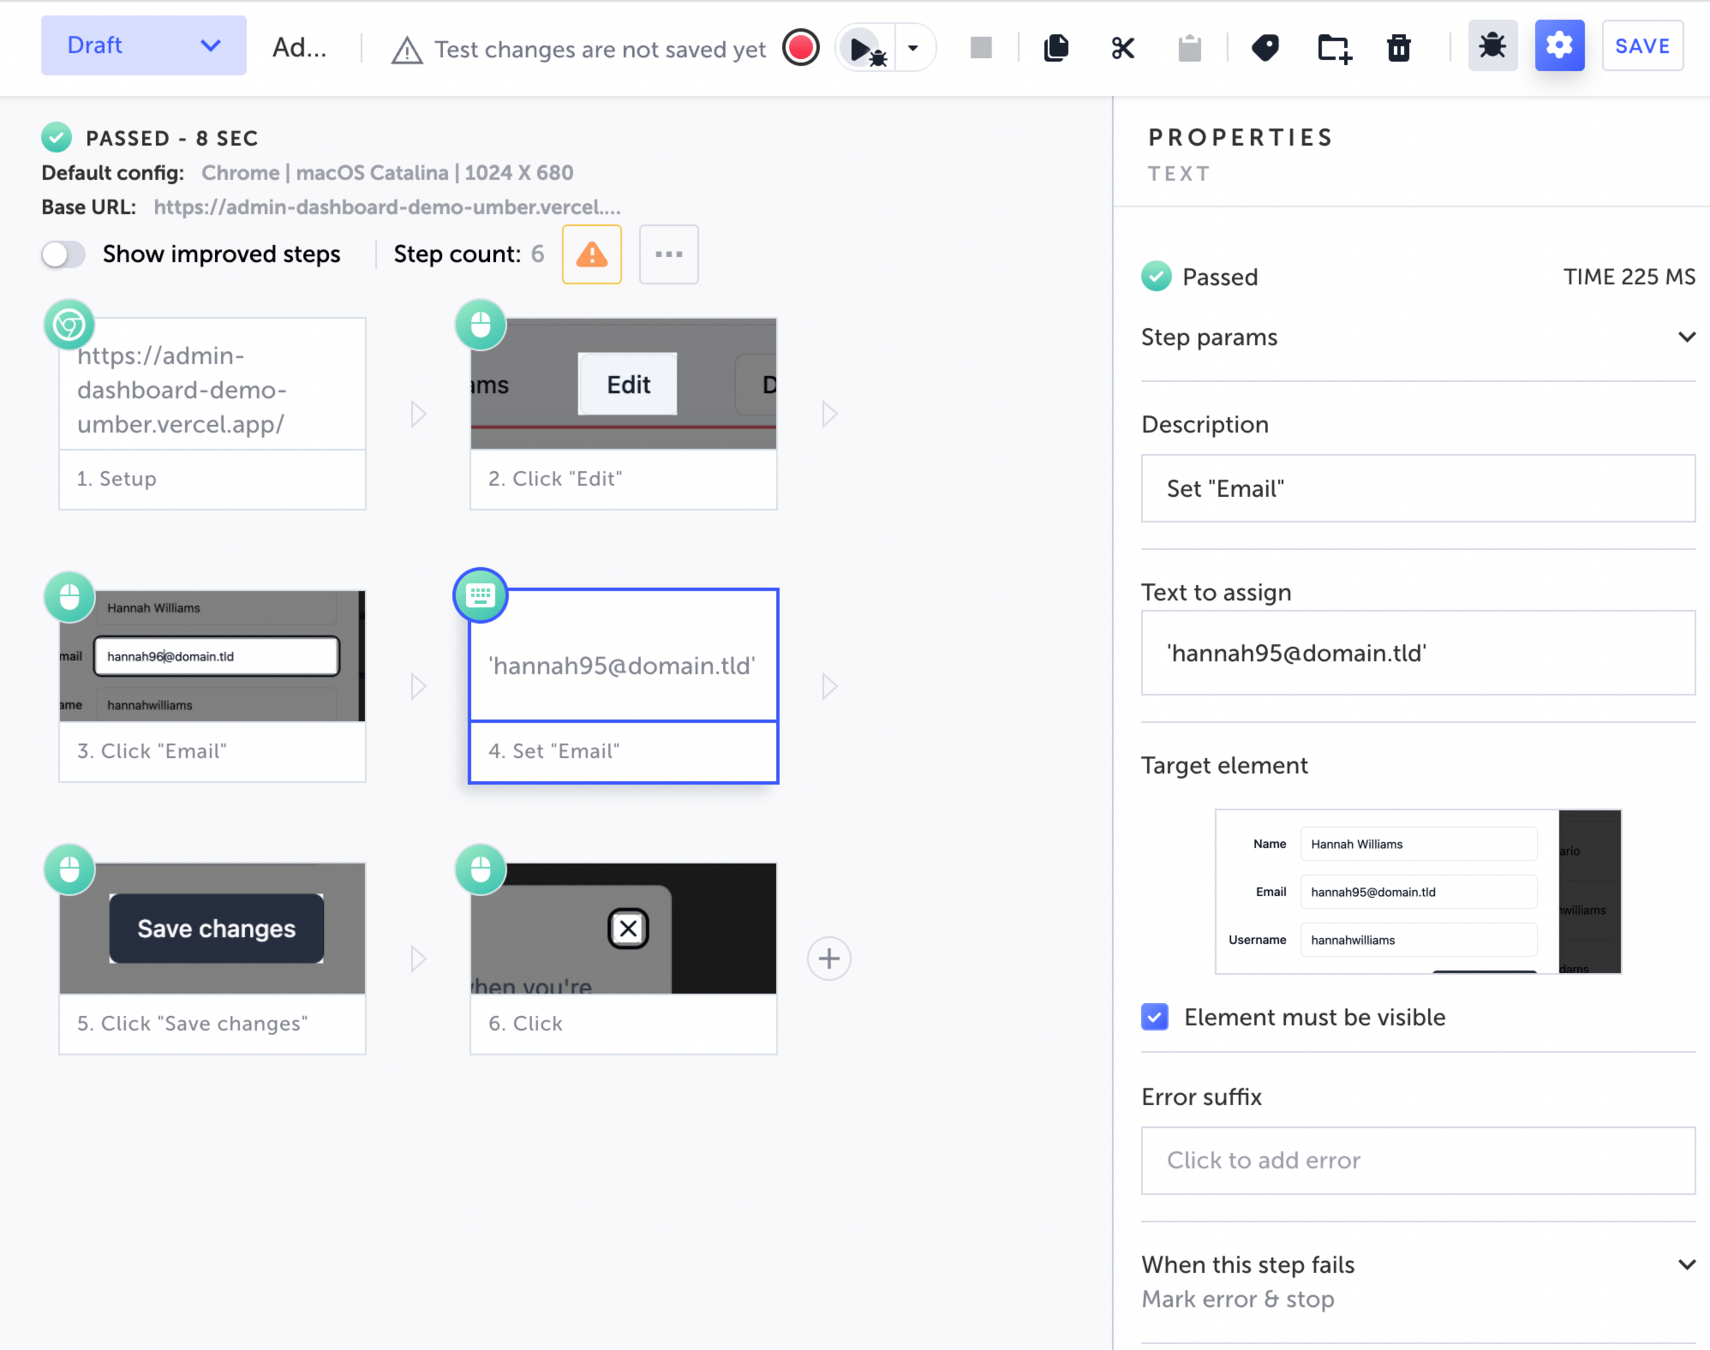 Draft
Ad...
Test changes are not saved yet
SAVE
PASSED - 8 SEC
Default config: Chrome | macOS Catalina | 1024 X 680
Base URL: https://admin-dashboard-demo-umber.vercel....
Show improved steps
Step count: 6
https://admin-
dashboard-demo-
umber.vercel.app/
1. Setup
ams
Edit
D
2. Click "Edit"
Hannah Williams
mail
hannah96@domain.tld
ame
hannahwilliams
3. Click "Email"
'hannah95@domain.tld'
4. Set "Email"
Save changes
5. Click "Save changes"
when you're
6. Click
PROPERTIES
TEXT
Passed
TIME 225 MS
Step params
Description
Set "Email"
Text to assign
'hannah95@domain.tld'
Target element
Name
Hannah Williams
ario
Email
hannah95@domain.tld
williams
Username
hannahwilliams
dams
Element must be visible
Error suffix
Click to add error
When this step fails
Mark error & stop